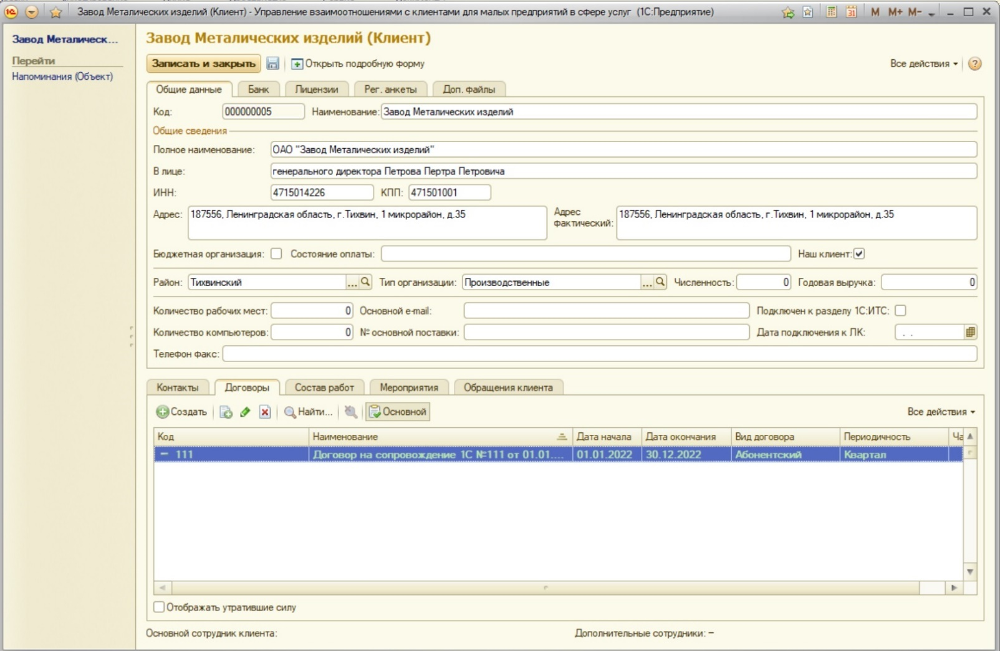 Завод Металических изделий (Клиент) - Управление взаимоотношениями с клиентами для малых предприятий в сфере услуг (1С:Предприятие)
31 M M+ M-
Завод Металическ...
Перейти
Напоминания (Объект)
Завод Металических изделий (Клиент)
Записать и закрыть Открыть подробную форму Все действия ?
Общие данные Банк Лицензии Рег. анкеты Доп. файлы
Код: 000000005 Наименование: Завод Металических изделий
Общие сведения
Полное наименование: ОАО "Завод Металических изделий"
В лице: генерального директора Петрова Пертра Петровича
ИНН: 4715014226 КПП: 471501001
Адрес: 187556, Ленинградская область, г.Тихвин, 1 микрорайон, д.35 Адрес фактический: 187556, Ленинградская область, г.Тихвин, 1 микрорайон, д.35
Бюджетная организация: Состояние оплаты: Наш клиент:
Район: Тихвинский ... Тип организации: Производственные ... Численность: 0 Годовая выручка: 0
Количество рабочих мест: 0 Основной e-mail: Подключен к разделу 1С:ИТС:
Количество компьютеров: 0 № основной поставки: Дата подключения к ЛК: . .
Телефон факс:
Контакты Договоры Состав работ Мероприятия Обращения клиента
Создать Найти... Основной Все действия
Код Наименование Дата начала Дата окончания Вид договора Периодичность Ча
111 Договор на сопровождение 1С №111 от 01.01.... 01.01.2022 30.12.2022 Абонентский Квартал
Отображать утратившие силу
Основной сотрудник клиента: Дополнительные сотрудники: –